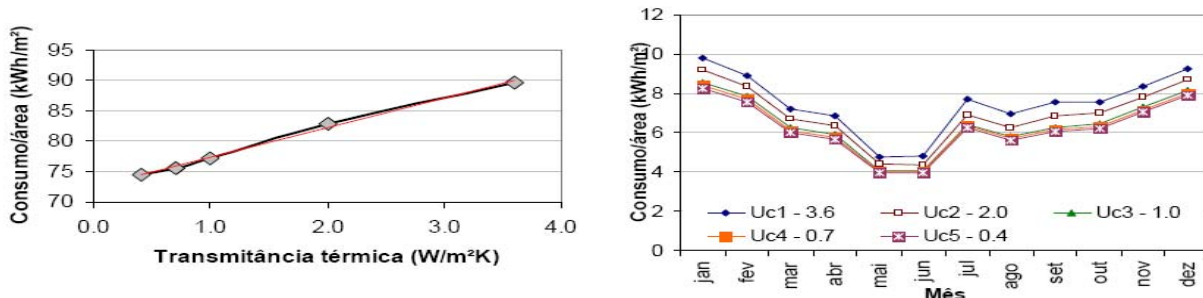 Consumo/área (kWh/m²)
95
90
85
80
75
70
0.0 1.0 2.0 3.0 4.0
Transmitância térmica (W/m²K)
Consumo/área (kWh/m²)
12
10
8
6
4
2
0
Uc1 - 3.6 Uc2 - 2.0 Uc3 - 1.0
Uc4 - 0.7 Uc5 - 0.4
jan fev mar abr mai jun jul ago set out nov dez
Mês